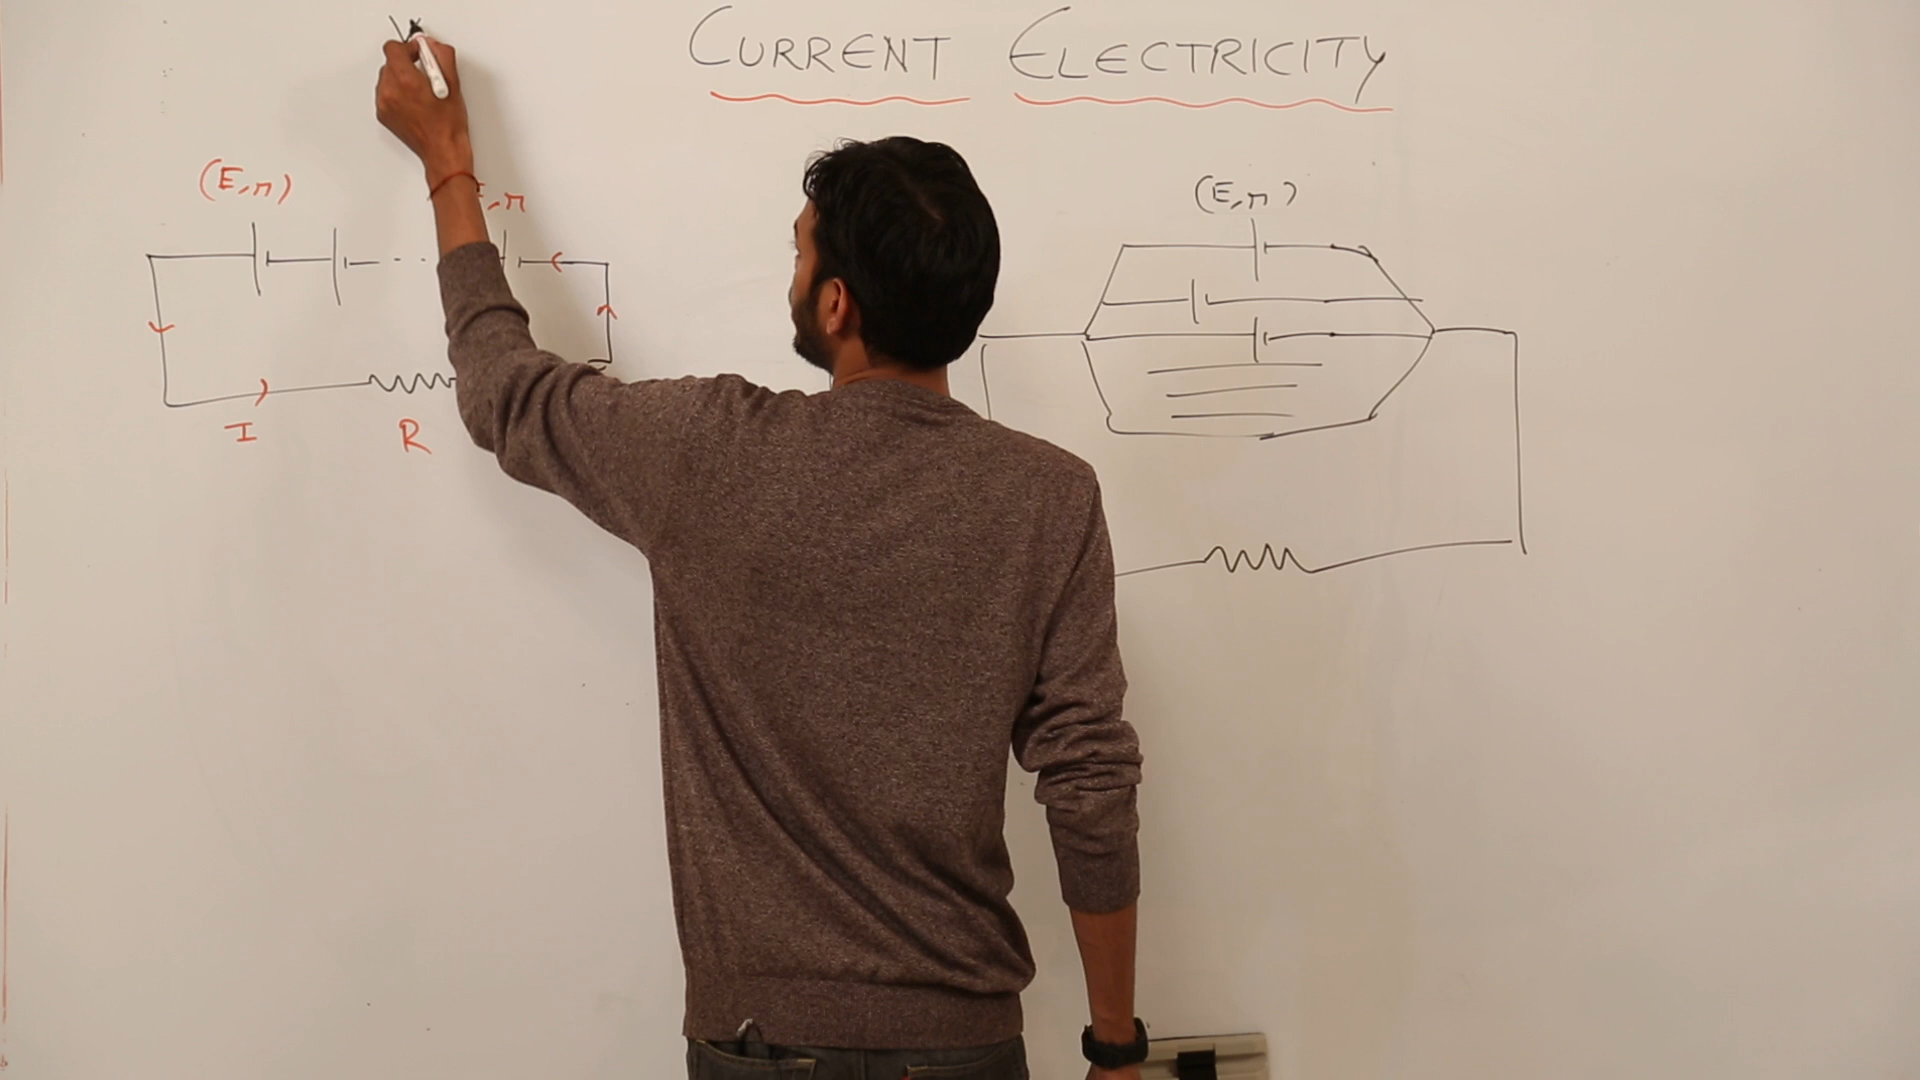 CURRENT ELECTRICITY
(E,r)
E,r
(E,r)
I
R